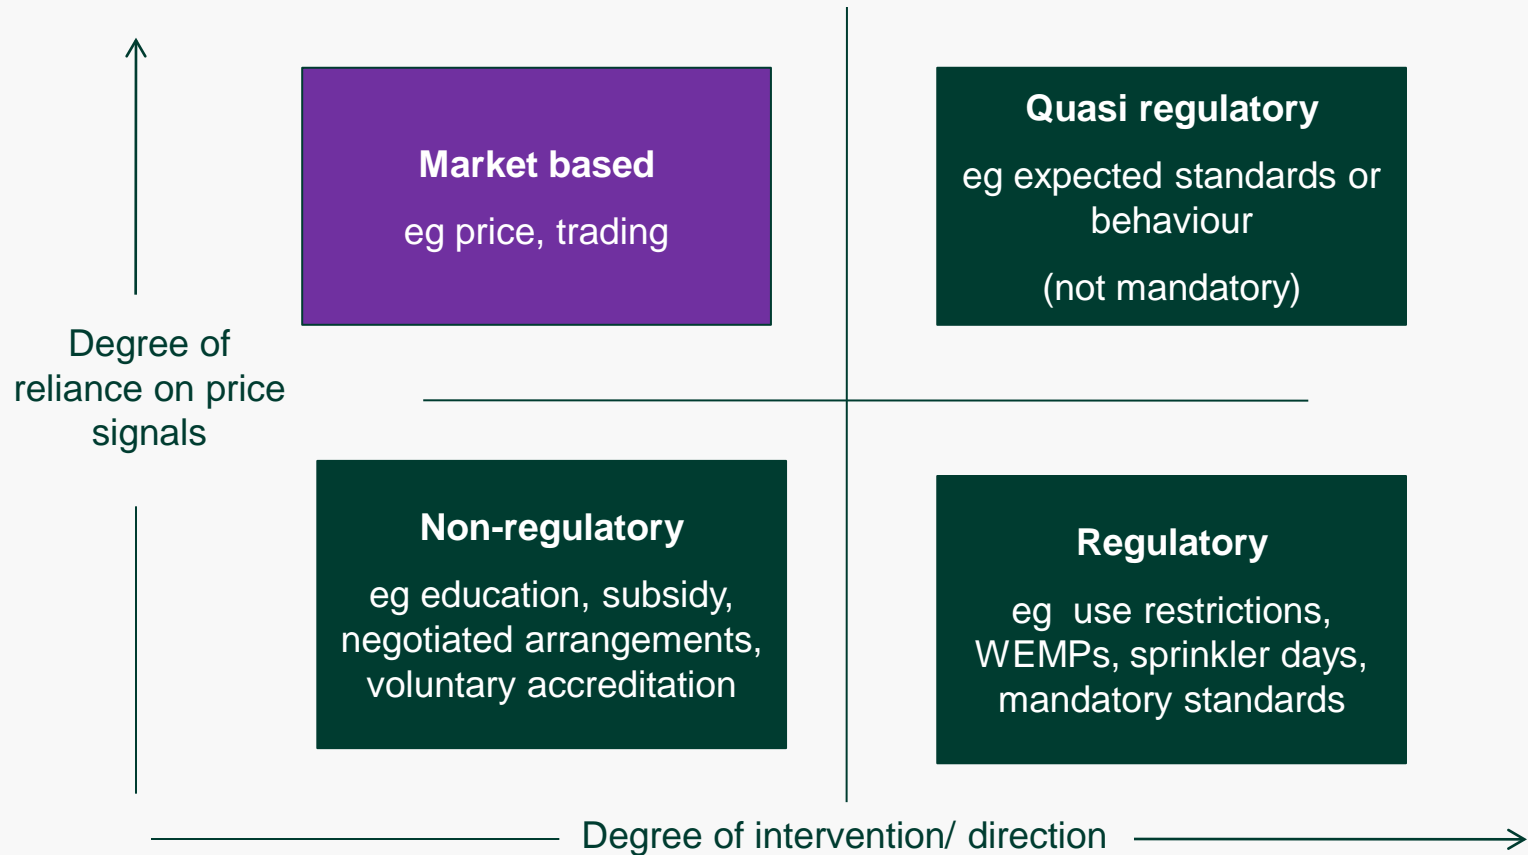 Market based
eg price, trading
Quasi regulatory
eg expected standards or
behaviour
(not mandatory)
Degree of
reliance on price
signals
Non-regulatory
eg education, subsidy,
negotiated arrangements,
voluntary accreditation
Regulatory
eg  use restrictions,
WEMPs, sprinkler days,
mandatory standards
Degree of intervention/ direction